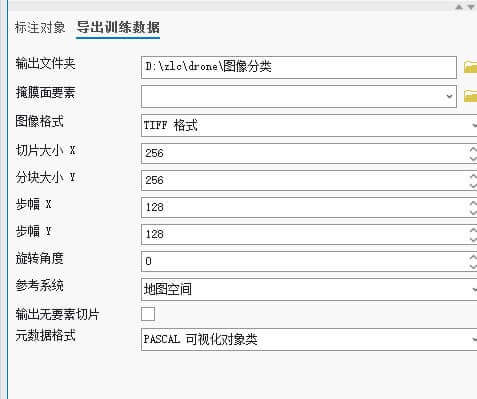 标注对象 导出训练数据
输出文件夹 D:\zlc\drone\图像分类
掩膜面要素
图像格式 TIFF 格式
切片大小 X 256
分块大小 Y 256
步幅 X 128
步幅 Y 128
旋转角度 0
参考系统 地图空间
输出无要素切片
元数据格式 PASCAL 可视化对象类